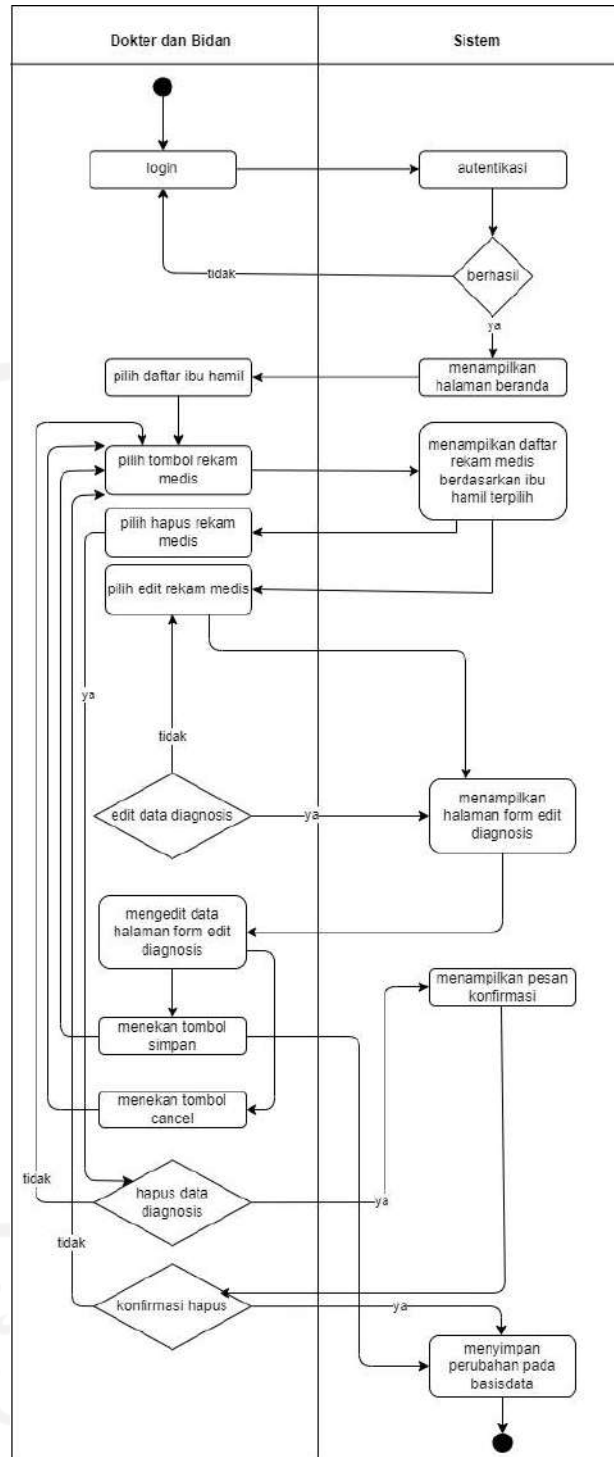 Dokter dan Bidan
Sistem
login
autentikasi
tidak
berhasil
ya
pilih daftar ibu hamil
menampilkan
halaman beranda
pilih tombol rekam
medis
menampilkan daftar
rekam medis
berdasarkan ibu
hamil terpilih
pilih hapus rekam
medis
pilih edit rekam medis
ya
tidak
edit data diagnosis
ya
menampilkan
halaman form edit
diagnosis
mengedit data
halaman form edit
diagnosis
menampilkan pesan
konfirmasi
menekan tombol
simpan
menekan tombol
cancel
tidak
hapus data
diagnosis
ya
tidak
konfirmasi hapus
ya
menyimpan
perubahan pada
basisdata